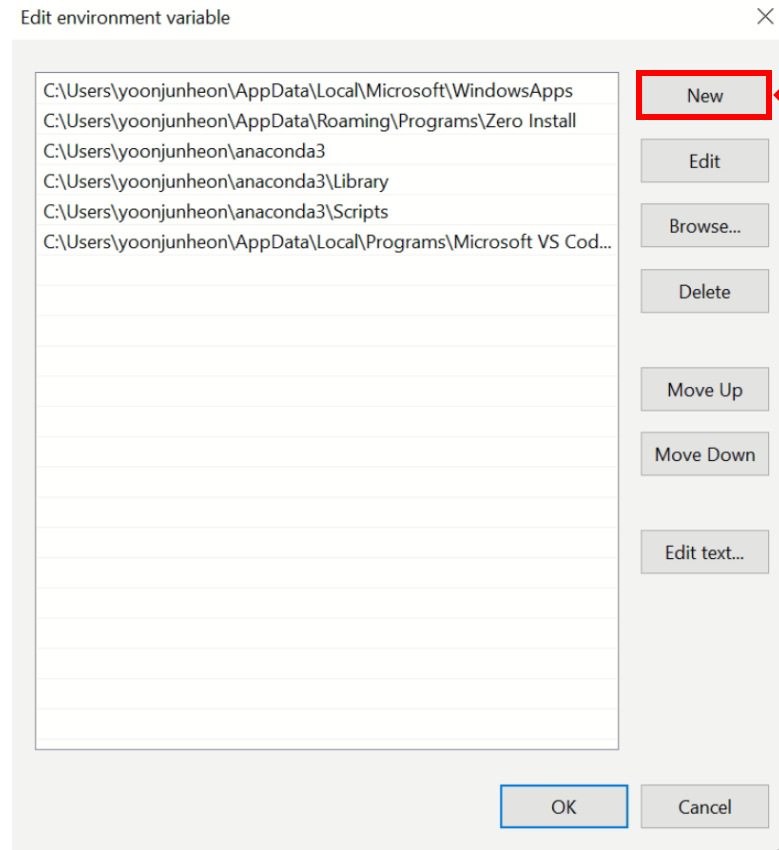 Edit environment variable
C:\Users\yoonjunheon\AppData\Local\Microsoft\WindowsApps
C:\Users\yoonjunheon\AppData\Roaming\Programs\Zero Install
C:\Users\yoonjunheon\anaconda3
C:\Users\yoonjunheon\anaconda3\Library
C:\Users\yoonjunheon\anaconda3\Scripts
C:\Users\yoonjunheon\AppData\Local\Programs\Microsoft VS Cod...
New
Edit
Browse...
Delete
Move Up
Move Down
Edit text...
OK
Cancel